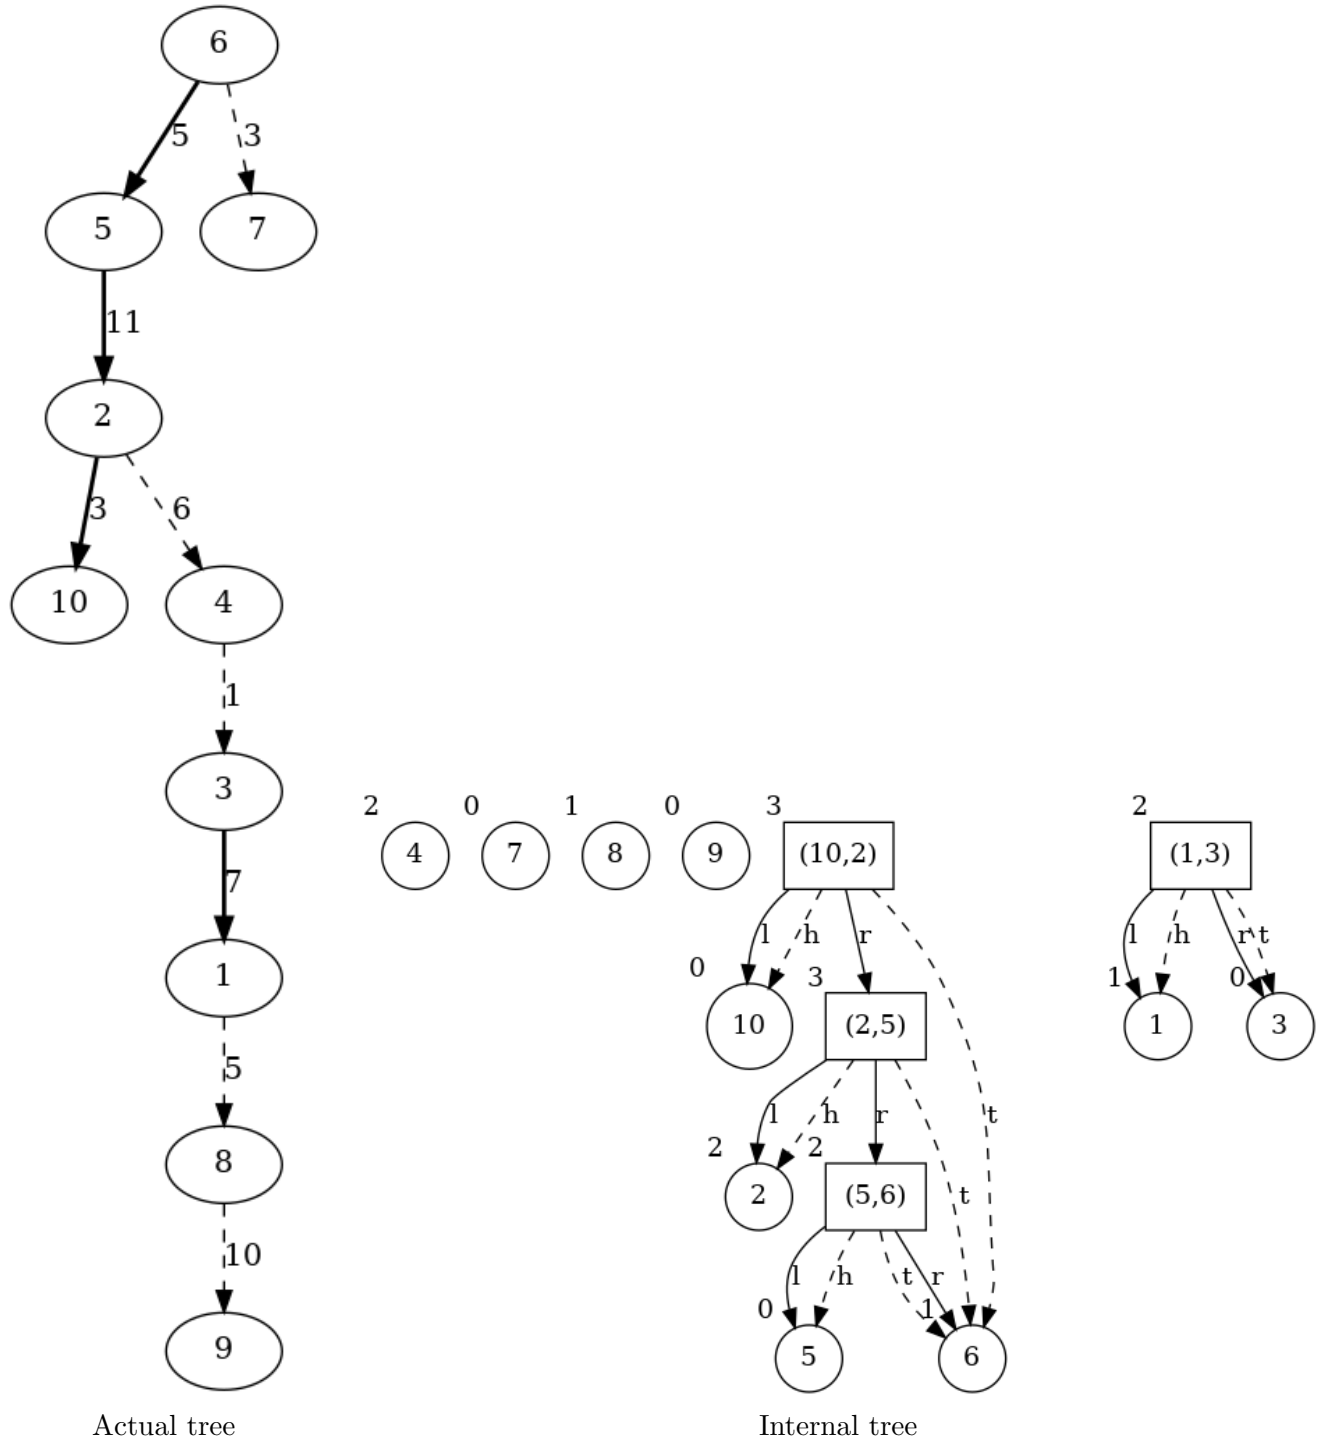 6
5 3
5 7
11
2
3 6
10 4
1
3
2 0 1 0 3 2
4 7 8 9 (10,2) (1,3)
7
l h r l h r t
0 3 1 0
1
10 (2,5) 1 3
5
l h r t
2 2
8
2 (5,6) t
10
l h t r
0 1
9
5 6
Actual tree Internal tree